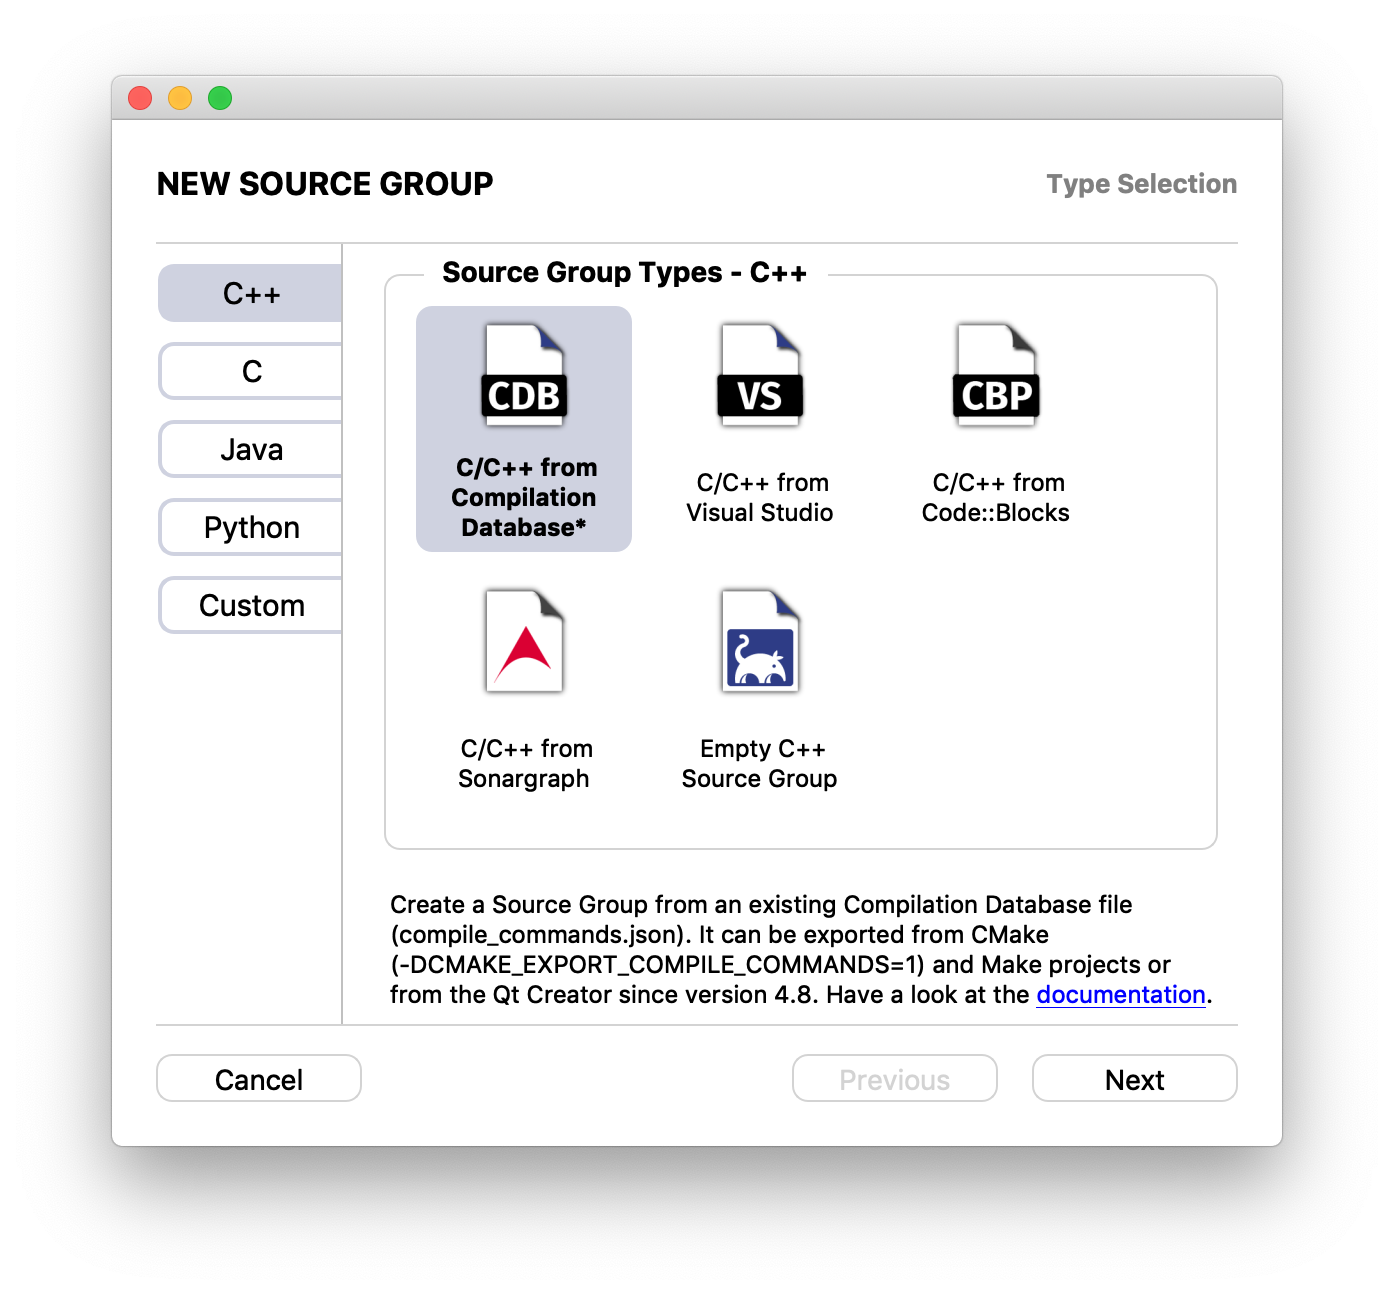 NEW SOURCE GROUP
Type Selection
C++
C
Java
Python
Custom
Source Group Types - C++
CDB
C/C++ from
Compilation
Database*
VS
C/C++ from
Visual Studio
CBP
C/C++ from
Code::Blocks
C/C++ from
Sonargraph
Empty C++
Source Group
Create a Source Group from an existing Compilation Database file
(compile_commands.json). It can be exported from CMake
(-DCMAKE_EXPORT_COMPILE_COMMANDS=1) and Make projects or
from the Qt Creator since version 4.8. Have a look at the documentation.
Cancel
Previous
Next